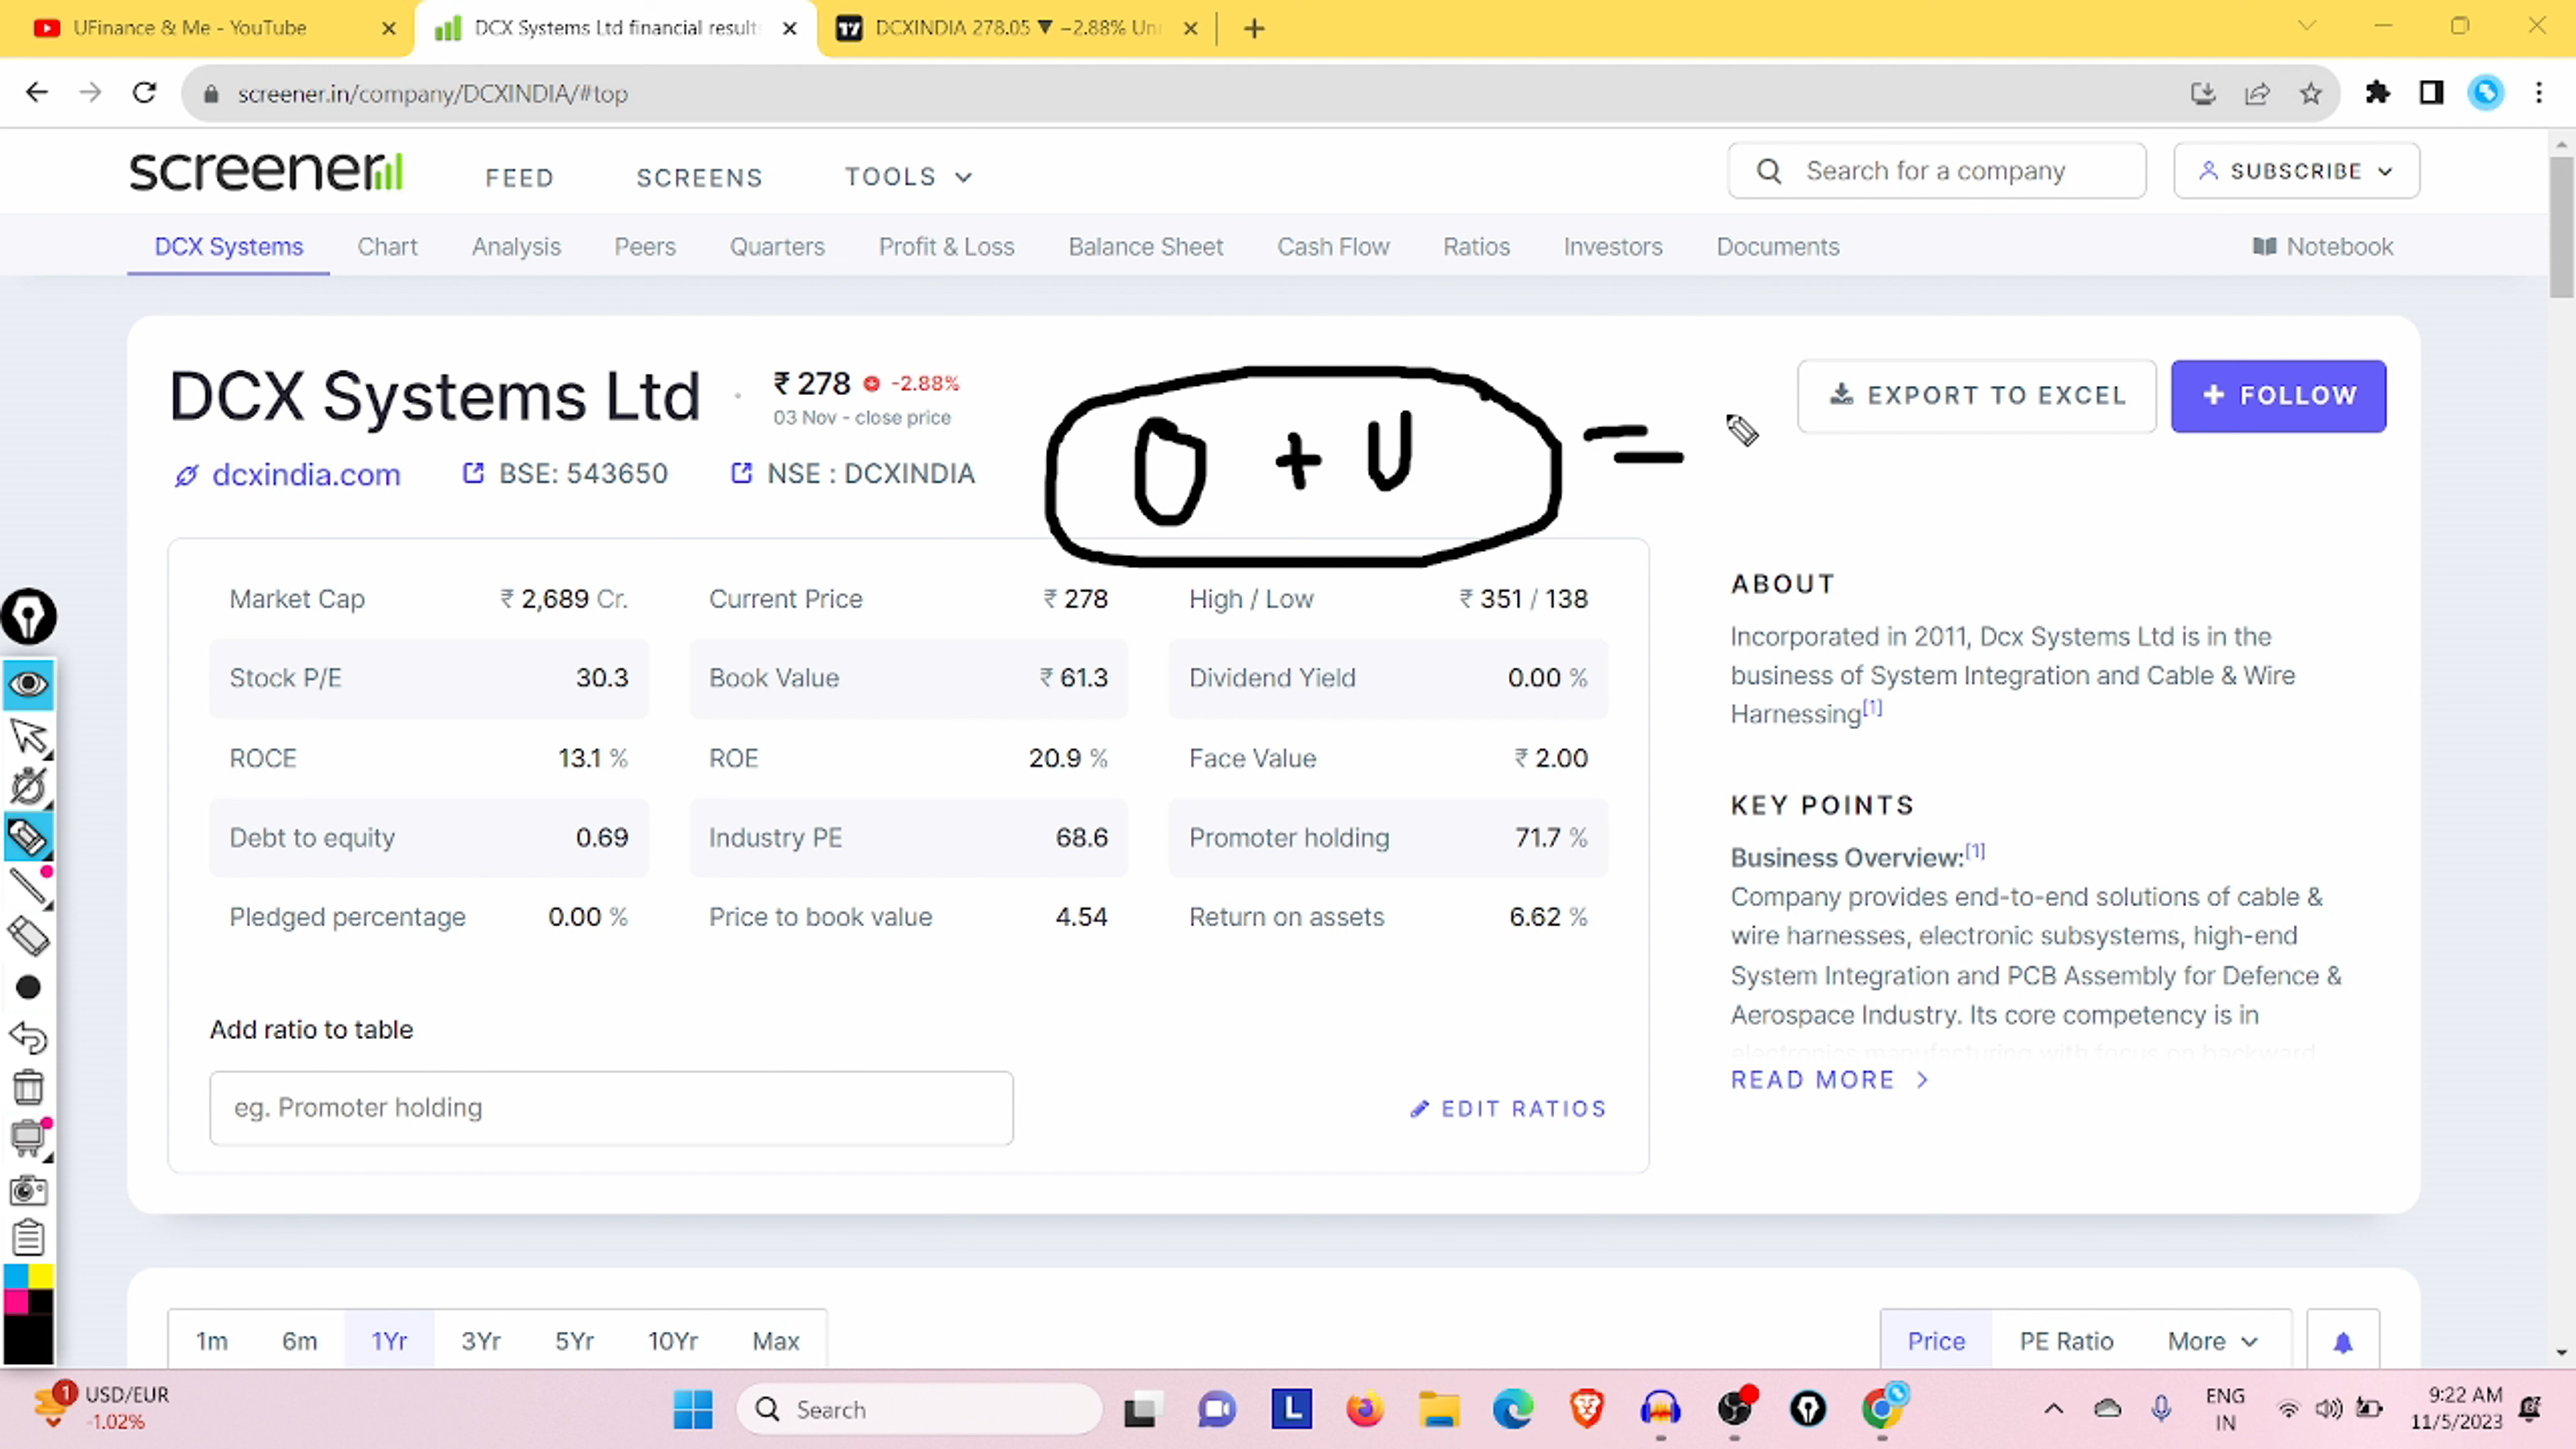 UFinance & Me - YouTube
DCX Systems Ltd financial result
DCXINDIA 278.05 ▼ −2.88% Un
screener.in/company/DCXINDIA/#top
screener
FEED
SCREENS
TOOLS
Search for a company
SUBSCRIBE
DCX Systems
Chart
Analysis
Peers
Quarters
Profit & Loss
Balance Sheet
Cash Flow
Ratios
Investors
Documents
Notebook
DCX Systems Ltd
₹ 278 -2.88%
03 Nov - close price
O + U =
EXPORT TO EXCEL
+ FOLLOW
dcxindia.com
BSE: 543650
NSE : DCXINDIA
Market Cap ₹ 2,689 Cr.
Current Price ₹ 278
High / Low ₹ 351 / 138
Stock P/E 30.3
Book Value ₹ 61.3
Dividend Yield 0.00 %
ROCE 13.1 %
ROE 20.9 %
Face Value ₹ 2.00
Debt to equity 0.69
Industry PE 68.6
Promoter holding 71.7 %
Pledged percentage 0.00 %
Price to book value 4.54
Return on assets 6.62 %
Add ratio to table
eg. Promoter holding
EDIT RATIOS
ABOUT
Incorporated in 2011, Dcx Systems Ltd is in the
business of System Integration and Cable & Wire
Harnessing[1]
KEY POINTS
Business Overview:[1]
Company provides end-to-end solutions of cable &
wire harnesses, electronic subsystems, high-end
System Integration and PCB Assembly for Defence &
Aerospace Industry. Its core competency is in
electronics manufacturing with focus on backward
READ MORE
1m
6m
1Yr
3Yr
5Yr
10Yr
Max
Price
PE Ratio
More
1
USD/EUR
-1.02%
Search
L
ENG
IN
9:22 AM
11/5/2023